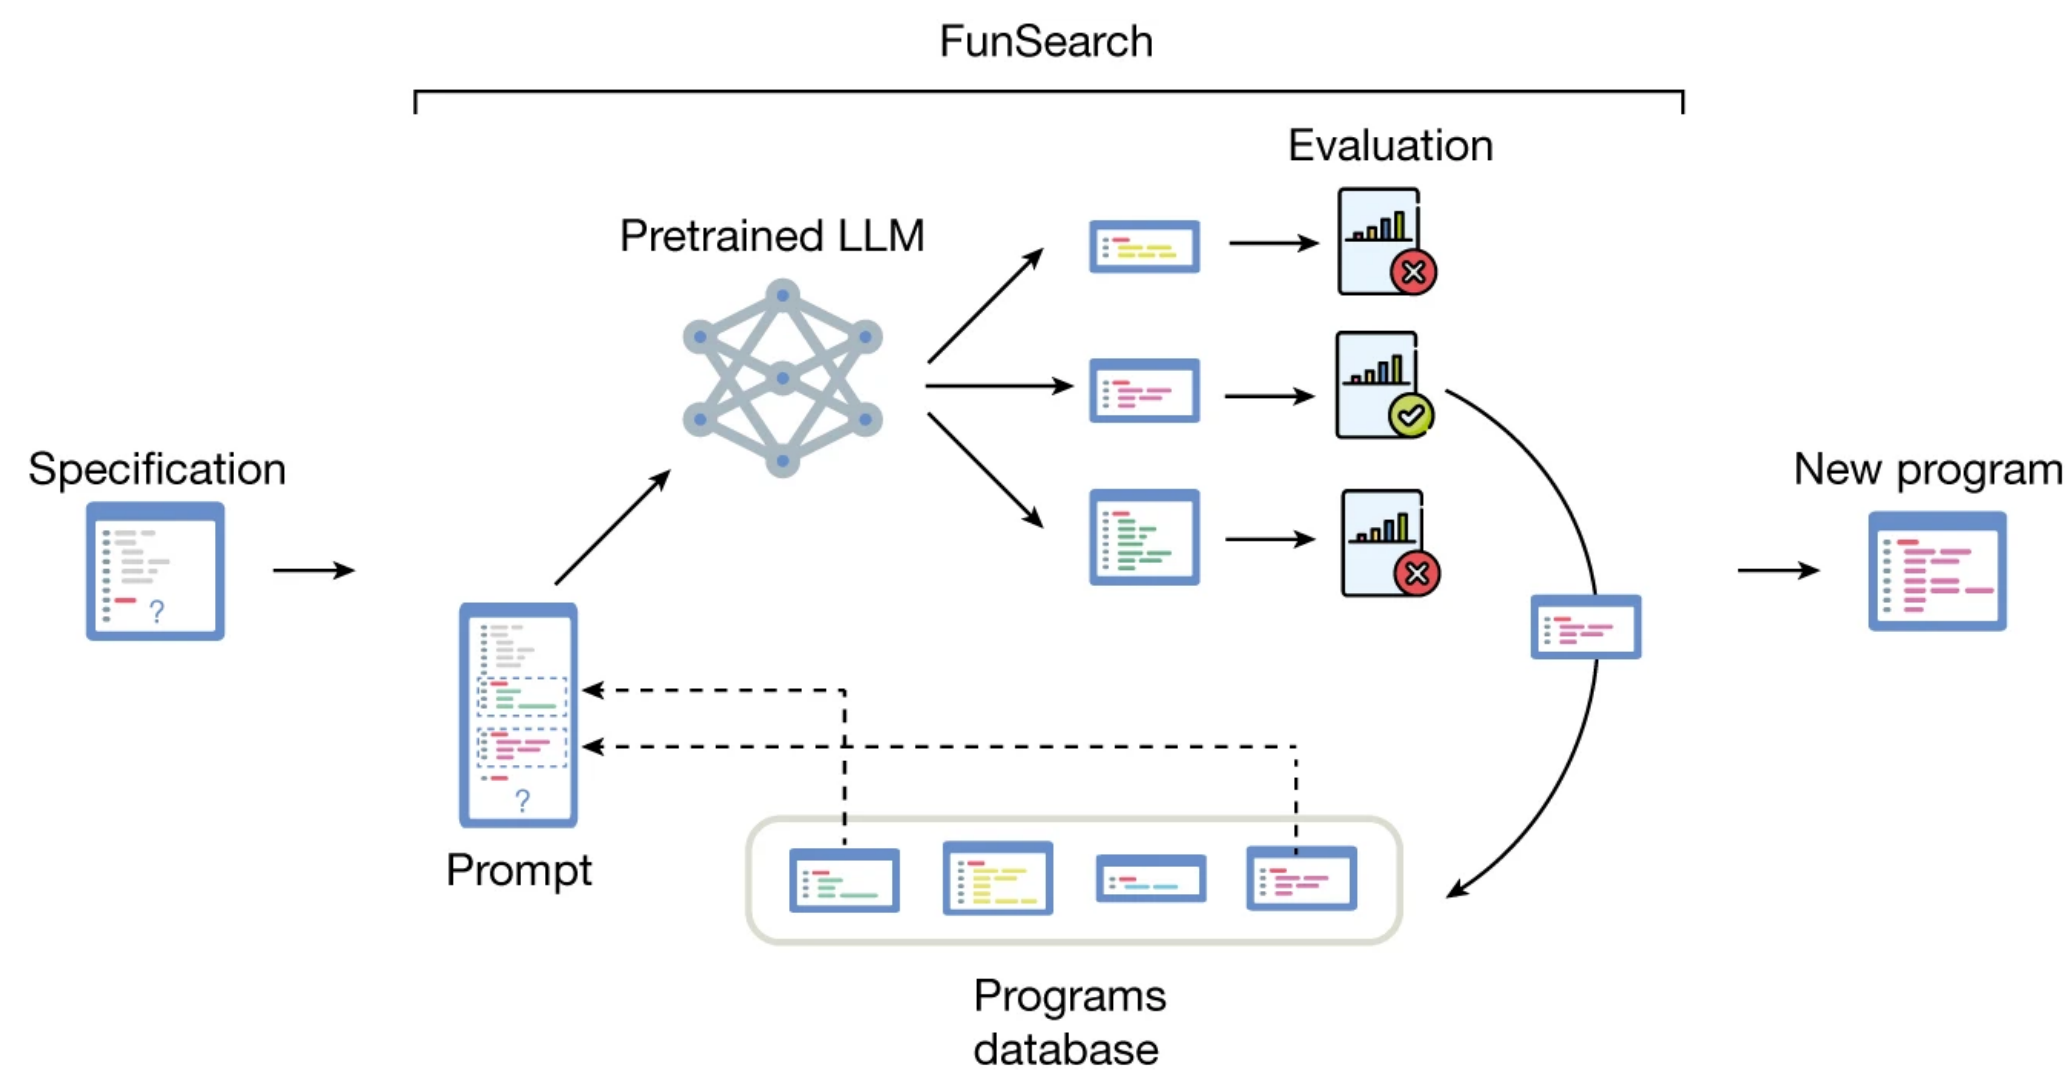 FunSearch
Evaluation
Pretrained LLM
Specification
?
New program
?
Prompt
Programs
database